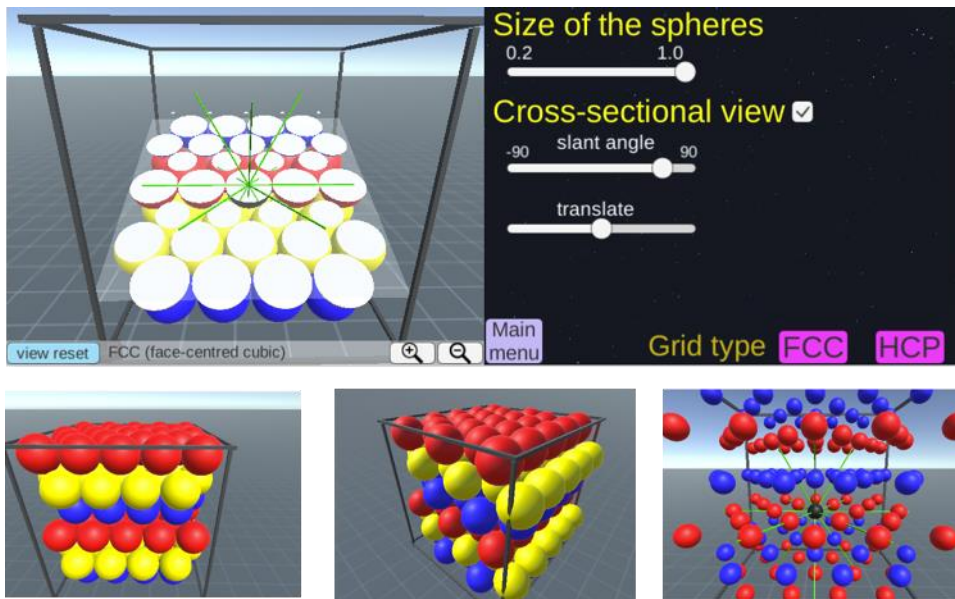 Size of the spheres
0.2 1.0
Cross-sectional view
slant angle
-90 90
translate
view reset FCC (face-centred cubic)
Main
menu
Grid type FCC HCP